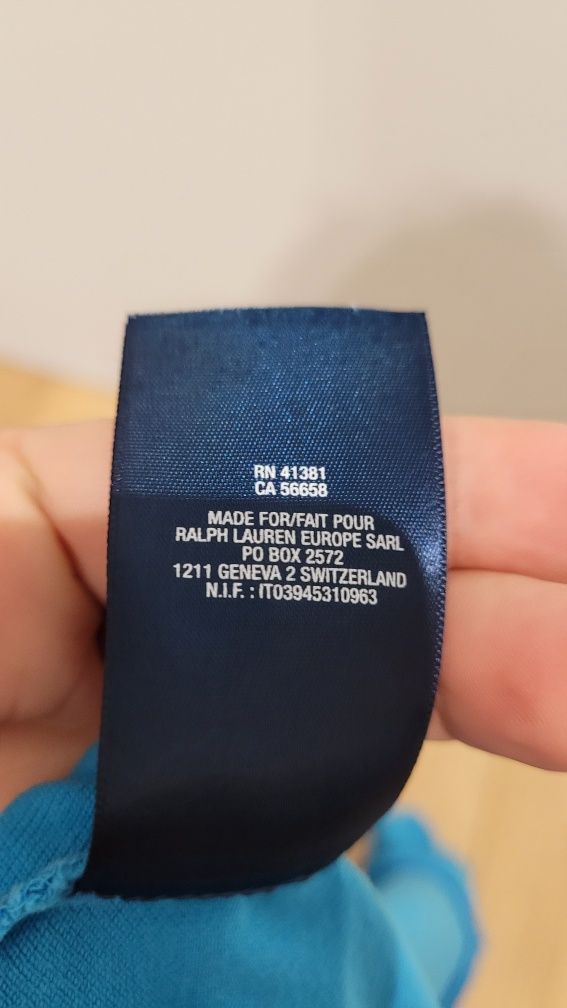 RN 41381
CA 56658
MADE FOR/FAIT POUR
RALPH LAUREN EUROPE SARL
PO BOX 2572
1211 GENEVA 2 SWITZERLAND
N.I.F. : IT03945310963